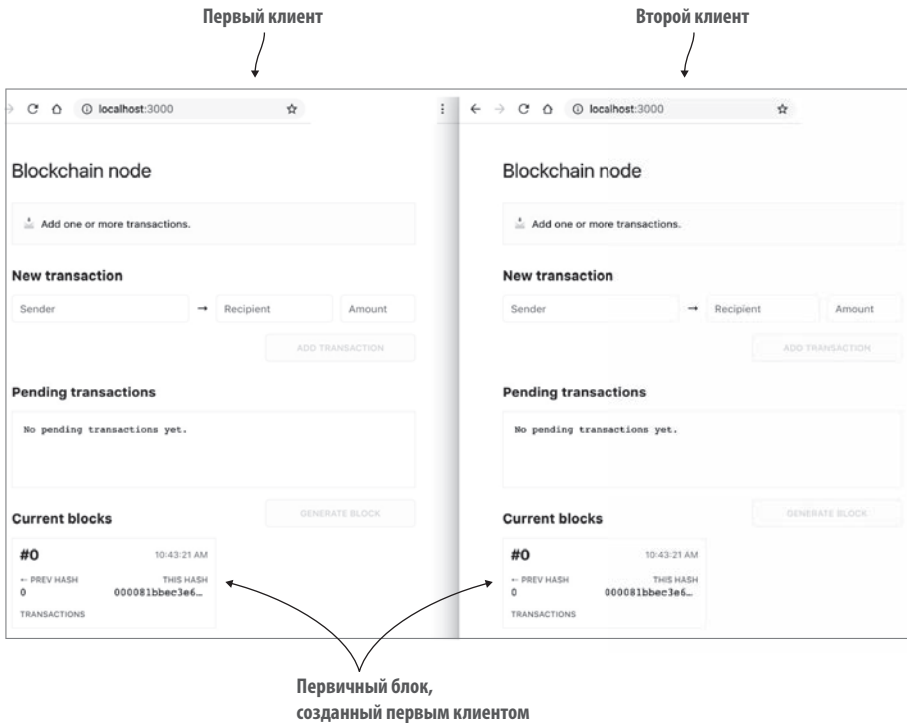 Первый клиент
Второй клиент
localhost:3000
Blockchain node
Add one or more transactions.
New transaction
Sender → Recipient Amount
ADD TRANSACTION
Pending transactions
No pending transactions yet.
GENERATE BLOCK
Current blocks
#0 10:43:21 AM
← PREV HASH THIS HASH
0 000081bbec3e6…
TRANSACTIONS
localhost:3000
Blockchain node
Add one or more transactions.
New transaction
Sender → Recipient Amount
ADD TRANSACTION
Pending transactions
No pending transactions yet.
GENERATE BLOCK
Current blocks
#0 10:43:21 AM
← PREV HASH THIS HASH
0 000081bbec3e6…
TRANSACTIONS
Первичный блок,
созданный первым клиентом